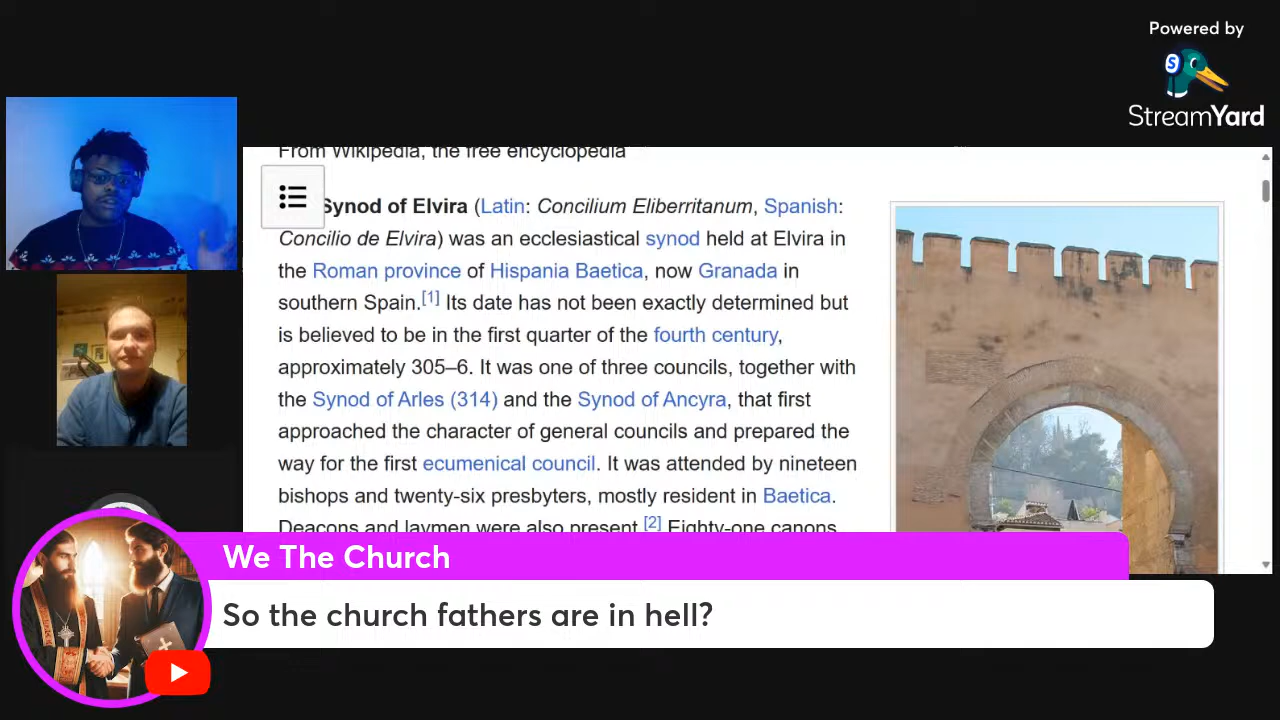 Powered by
StreamYard
From Wikipedia, the free encyclopedia
Synod of Elvira (Latin: Concilium Eliberritanum, Spanish:
Concilio de Elvira) was an ecclesiastical synod held at Elvira in
the Roman province of Hispania Baetica, now Granada in
southern Spain.[1] Its date has not been exactly determined but
is believed to be in the first quarter of the fourth century,
approximately 305–6. It was one of three councils, together with
the Synod of Arles (314) and the Synod of Ancyra, that first
approached the character of general councils and prepared the
way for the first ecumenical council. It was attended by nineteen
bishops and twenty-six presbyters, mostly resident in Baetica.
Deacons and laymen were also present.[2] Eighty-one canons
We The Church
So the church fathers are in hell?